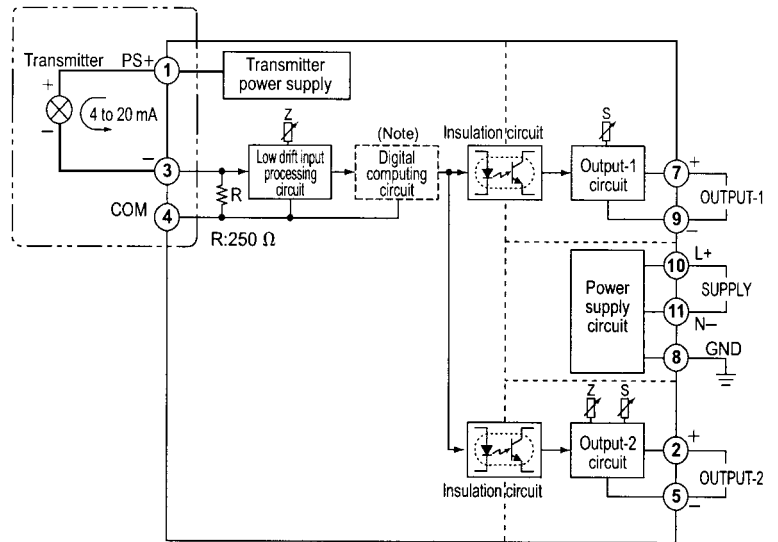 Transmitter
PS+
1
Transmitter
power supply
+
4 to 20 mA
−
Z
(Note)
Insulation circuit
S
−
3
Low drift input
processing
circuit
Digital
computing
circuit
Output-1
circuit
7
+
OUTPUT-1
R
COM
4
9
−
R:250 Ω
10
L+
Power
supply
circuit
SUPPLY
11
N−
8
GND
Z
S
Output-2
circuit
2
+
OUTPUT-2
Insulation circuit
5
−